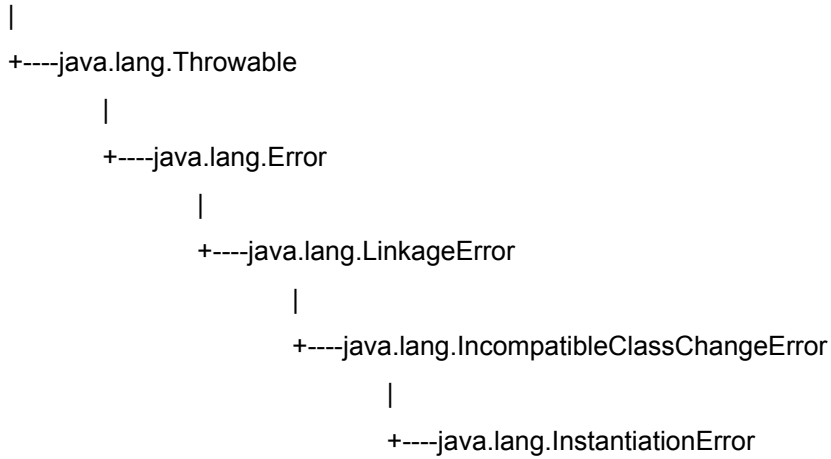 |
+----java.lang.Throwable
|
+----java.lang.Error
|
+----java.lang.LinkageError
|
+----java.lang.IncompatibleClassChangeError
|
+----java.lang.InstantiationError